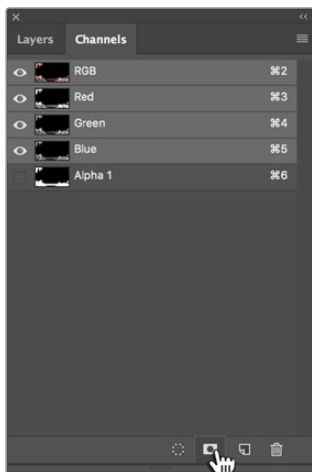 Layers Channels
RGB ⌘2
Red ⌘3
Green ⌘4
Blue ⌘5
Alpha 1 ⌘6